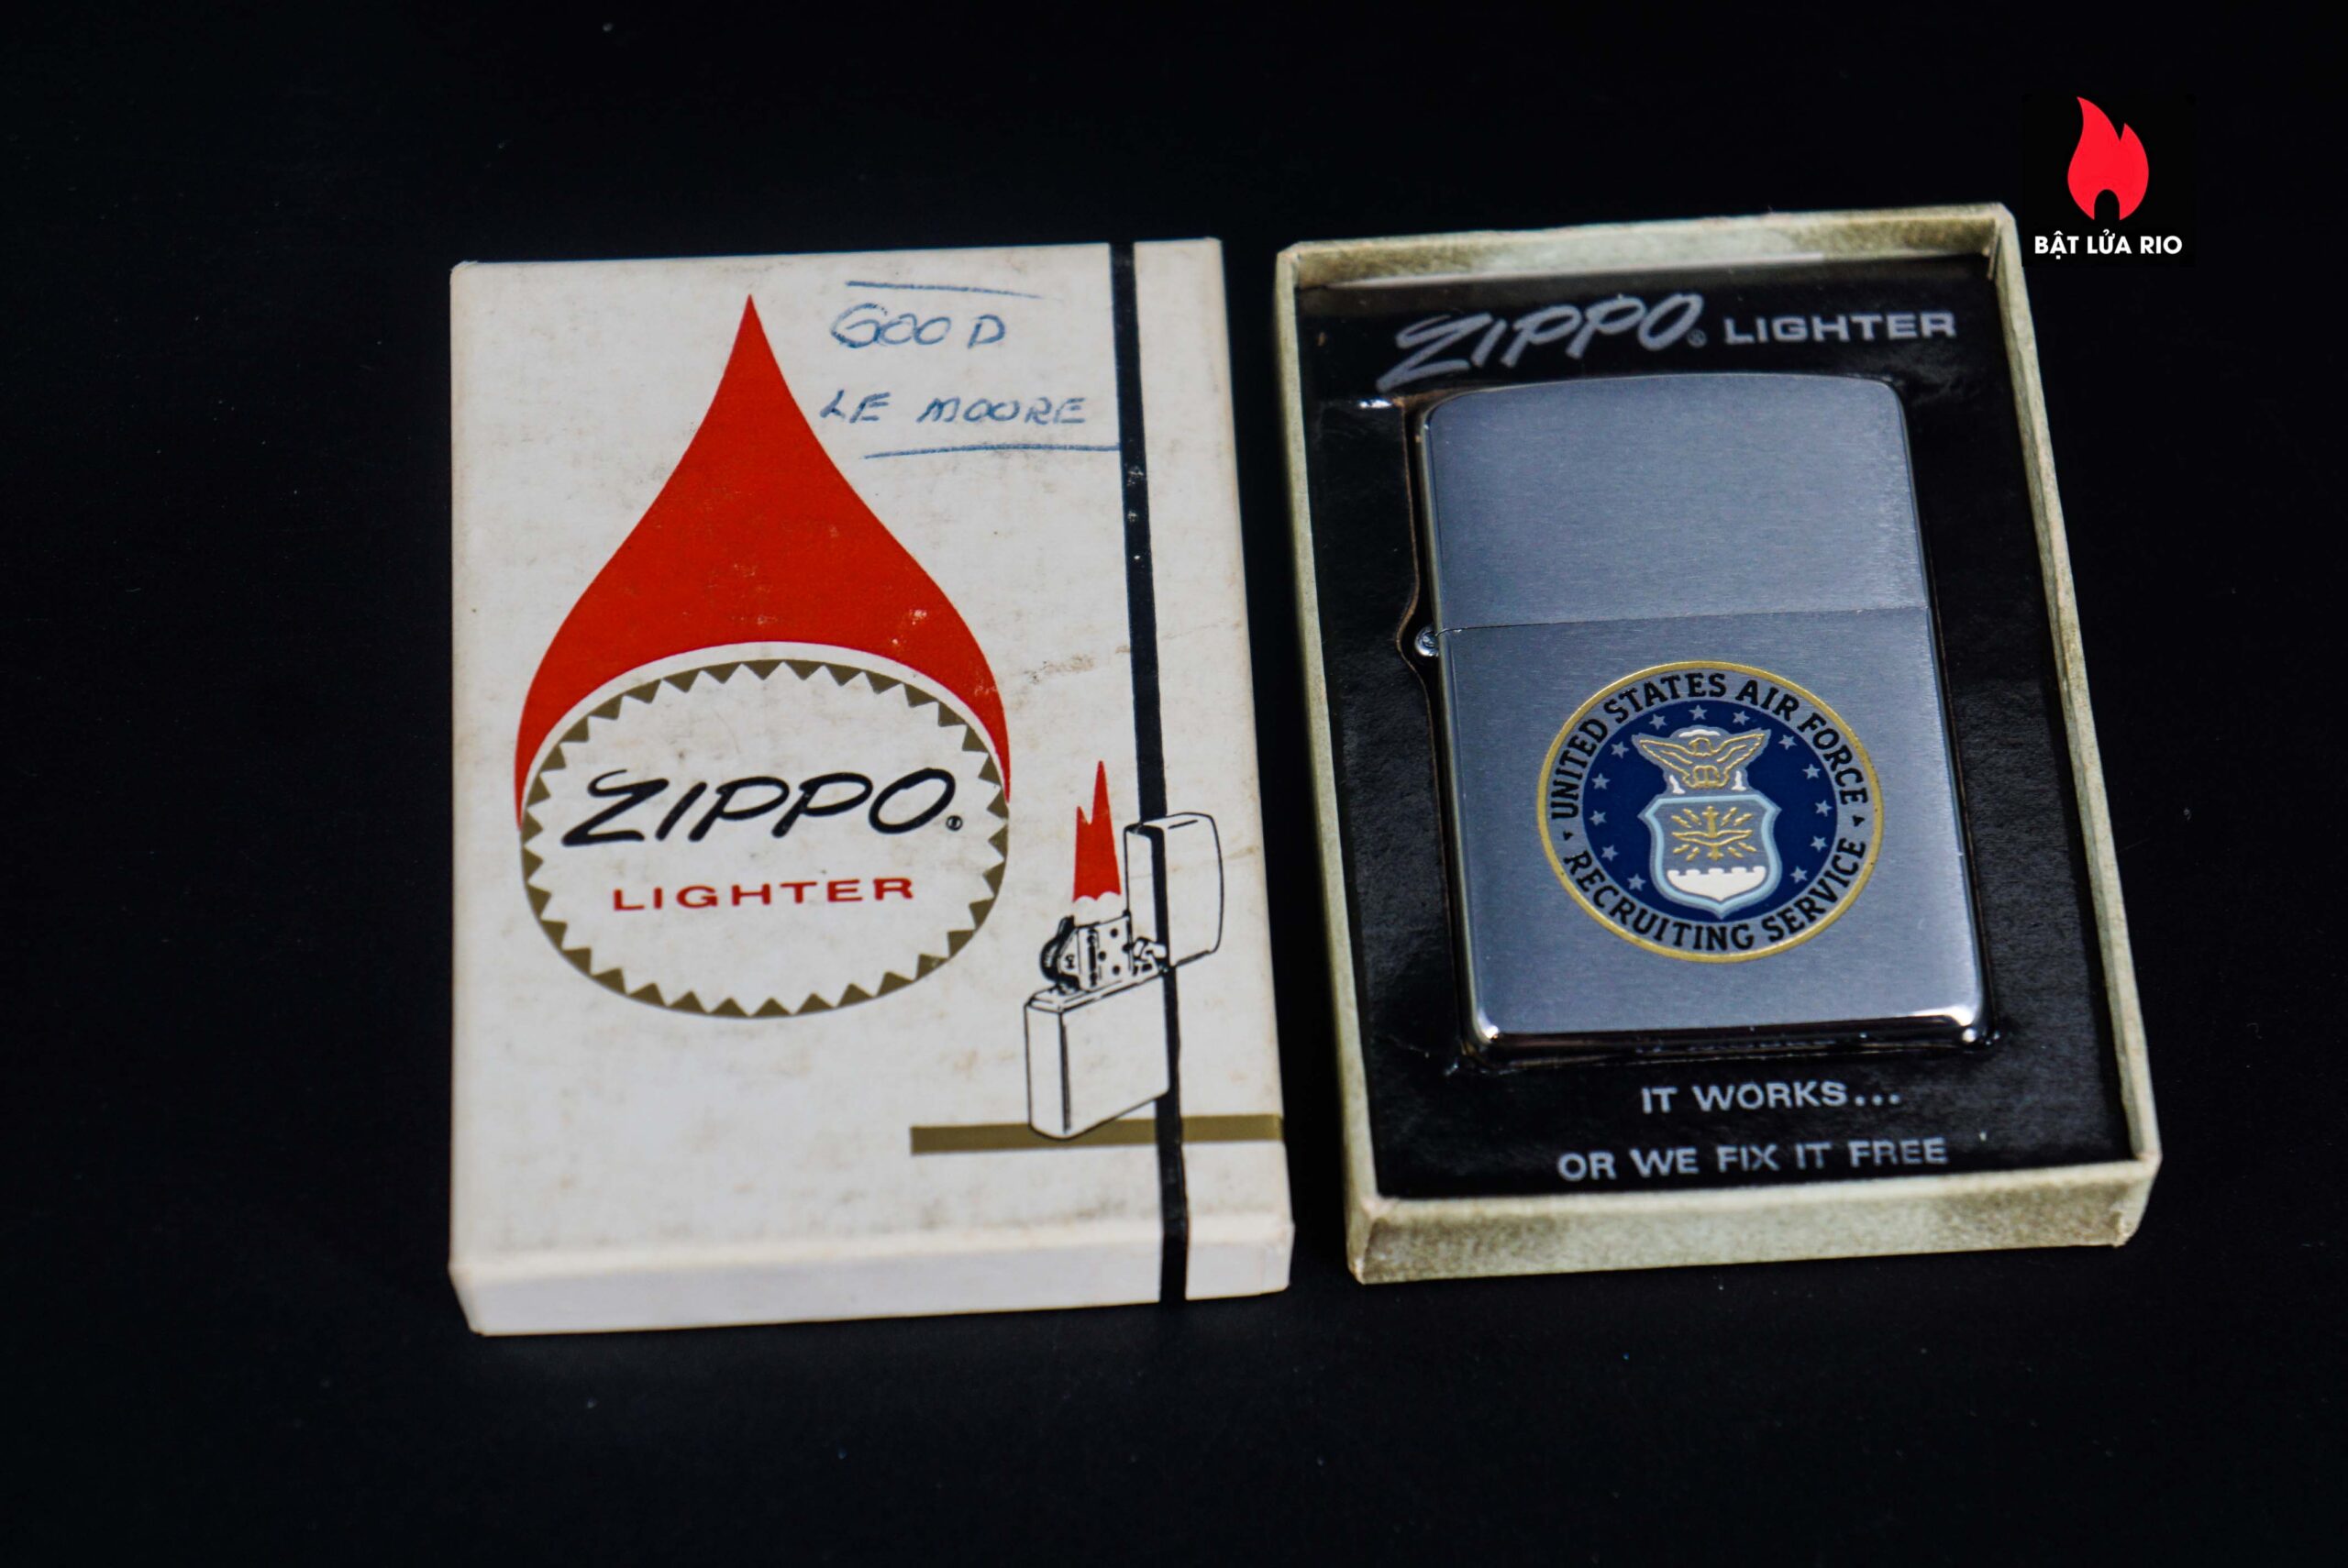 GOOD
LE MOORE
ZIPPO®
LIGHTER
ZIPPO® LIGHTER
UNITED STATES AIR FORCE
RECRUITING SERVICE
IT WORKS...
OR WE FIX IT FREE
BẬT LỬA RIO